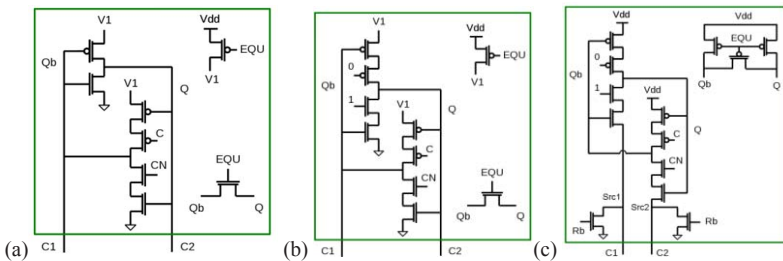 V1
Vdd
EQU
V1
Qb
Q
V1
C
CN
EQU
Qb
Q
(a)
C1
C2
V1
Vdd
EQU
V1
Qb
0
Q
1
V1
C
CN
EQU
Qb
Q
(b)
C1
C2
Vdd
Vdd
EQU
Qb
0
Qb
Q
1
Vdd
Q
C
CN
Src1
Src2
Rb
Rb
(c)
C1
C2